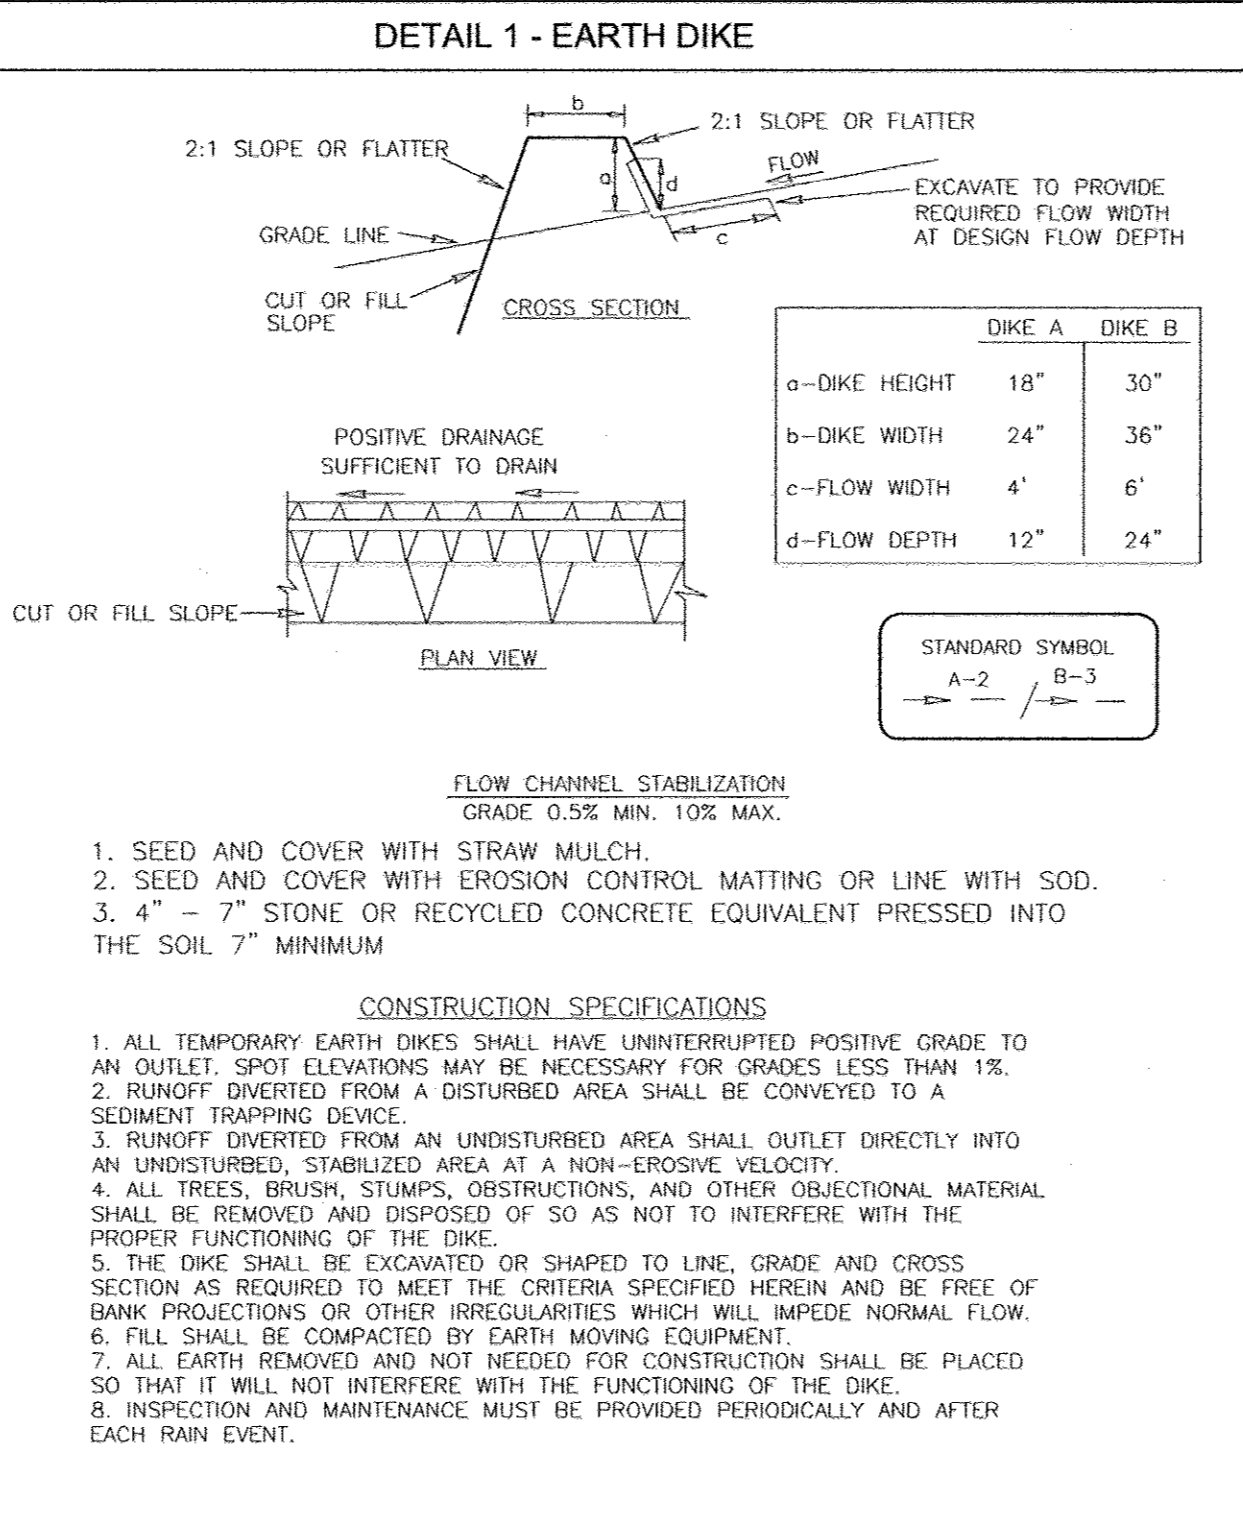 DETAIL 1 - EARTH DIKE
b
2:1 SLOPE OR FLATTER
2:1 SLOPE OR FLATTER
a
d
FLOW
EXCAVATE TO PROVIDE
REQUIRED FLOW WIDTH
AT DESIGN FLOW DEPTH
GRADE LINE
c
CUT OR FILL
SLOPE
CROSS SECTION
DIKE A DIKE B
a-DIKE HEIGHT 18" 30"
b-DIKE WIDTH 24" 36"
c-FLOW WIDTH 4' 6'
d-FLOW DEPTH 12" 24"
POSITIVE DRAINAGE
SUFFICIENT TO DRAIN
CUT OR FILL SLOPE
PLAN VIEW
STANDARD SYMBOL
A-2 B-3
/
FLOW CHANNEL STABILIZATION
GRADE 0.5% MIN. 10% MAX.
1. SEED AND COVER WITH STRAW MULCH.
2. SEED AND COVER WITH EROSION CONTROL MATTING OR LINE WITH SOD.
3. 4" - 7" STONE OR RECYCLED CONCRETE EQUIVALENT PRESSED INTO
THE SOIL 7" MINIMUM
CONSTRUCTION SPECIFICATIONS
1. ALL TEMPORARY EARTH DIKES SHALL HAVE UNINTERRUPTED POSITIVE GRADE TO
AN OUTLET. SPOT ELEVATIONS MAY BE NECESSARY FOR GRADES LESS THAN 1%.
2. RUNOFF DIVERTED FROM A DISTURBED AREA SHALL BE CONVEYED TO A
SEDIMENT TRAPPING DEVICE.
3. RUNOFF DIVERTED FROM AN UNDISTURBED AREA SHALL OUTLET DIRECTLY INTO
AN UNDISTURBED, STABILIZED AREA AT A NON-EROSIVE VELOCITY.
4. ALL TREES, BRUSH, STUMPS, OBSTRUCTIONS, AND OTHER OBJECTIONAL MATERIAL
SHALL BE REMOVED AND DISPOSED OF SO AS NOT TO INTERFERE WITH THE
PROPER FUNCTIONING OF THE DIKE.
5. THE DIKE SHALL BE EXCAVATED OR SHAPED TO LINE, GRADE AND CROSS
SECTION AS REQUIRED TO MEET THE CRITERIA SPECIFIED HEREIN AND BE FREE OF
BANK PROJECTIONS OR OTHER IRREGULARITIES WHICH WILL IMPEDE NORMAL FLOW.
6. FILL SHALL BE COMPACTED BY EARTH MOVING EQUIPMENT.
7. ALL EARTH REMOVED AND NOT NEEDED FOR CONSTRUCTION SHALL BE PLACED
SO THAT IT WILL NOT INTERFERE WITH THE FUNCTIONING OF THE DIKE.
8. INSPECTION AND MAINTENANCE MUST BE PROVIDED PERIODICALLY AND AFTER
EACH RAIN EVENT.